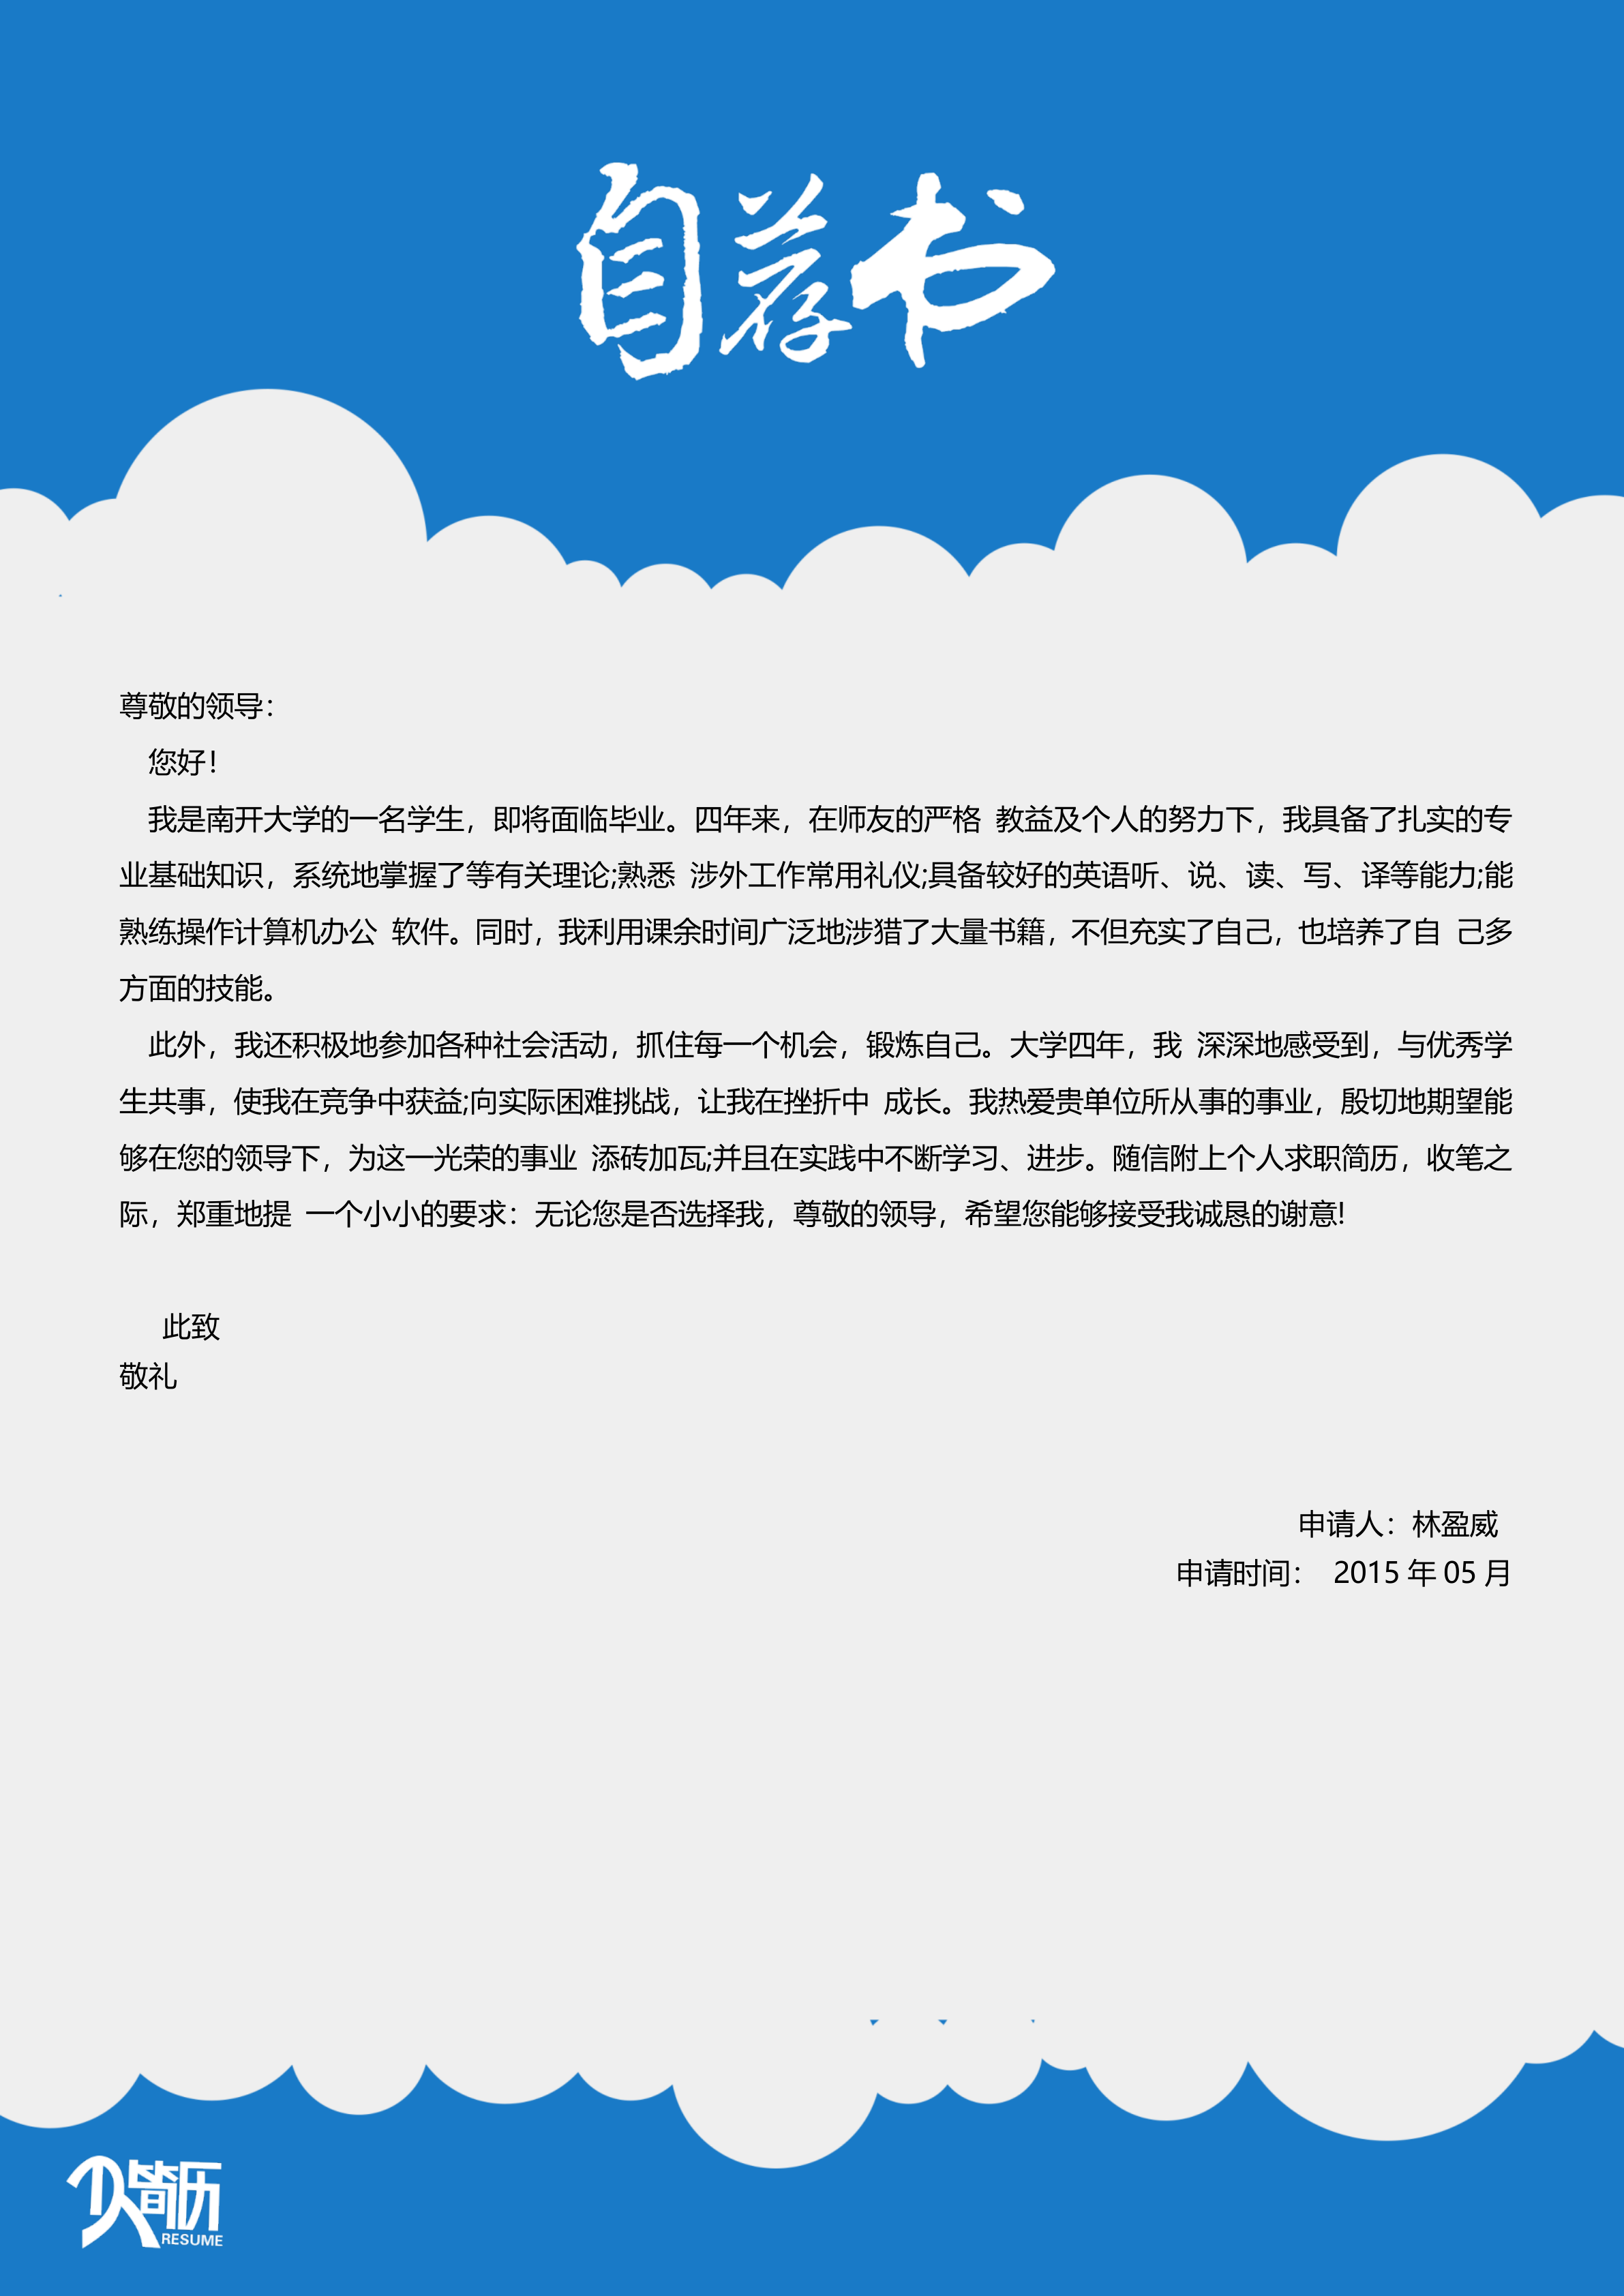 自荐书
尊敬的领导：
您好！
我是南开大学的一名学生，即将面临毕业。四年来，在师友的严格 教益及个人的努力下，我具备了扎实的专
业基础知识，系统地掌握了等有关理论;熟悉 涉外工作常用礼仪;具备较好的英语听、说、读、写、译等能力;能
熟练操作计算机办公 软件。同时，我利用课余时间广泛地涉猎了大量书籍，不但充实了自己，也培养了自 己多
方面的技能。
此外，我还积极地参加各种社会活动，抓住每一个机会，锻炼自己。大学四年，我 深深地感受到，与优秀学
生共事，使我在竞争中获益;向实际困难挑战，让我在挫折中 成长。我热爱贵单位所从事的事业，殷切地期望能
够在您的领导下，为这一光荣的事业 添砖加瓦;并且在实践中不断学习、进步。随信附上个人求职简历，收笔之
际，郑重地提 一个小小的要求：无论您是否选择我，尊敬的领导，希望您能够接受我诚恳的谢意!
此致
敬礼
申请人：林盈威
申请时间： 2015 年 05 月
简历
RESUME